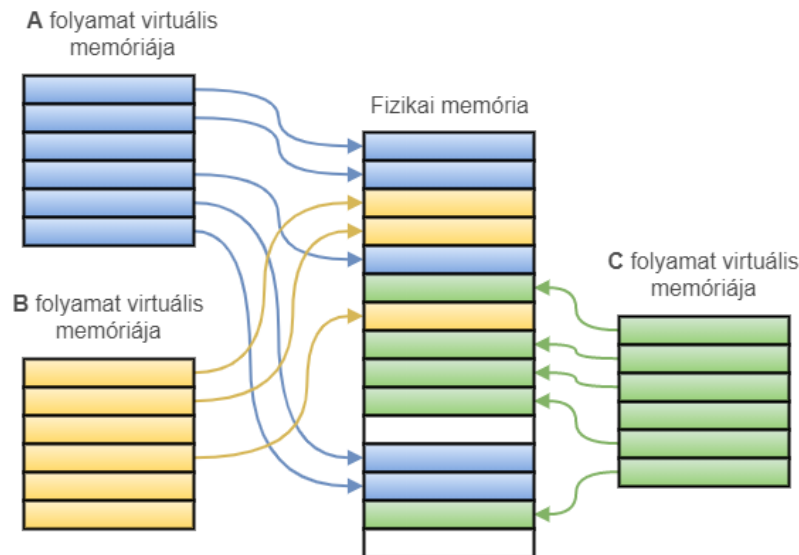 A folyamat virtuális
memóriája
Fizikai memória
B folyamat virtuális
memóriája
C folyamat virtuális
memóriája